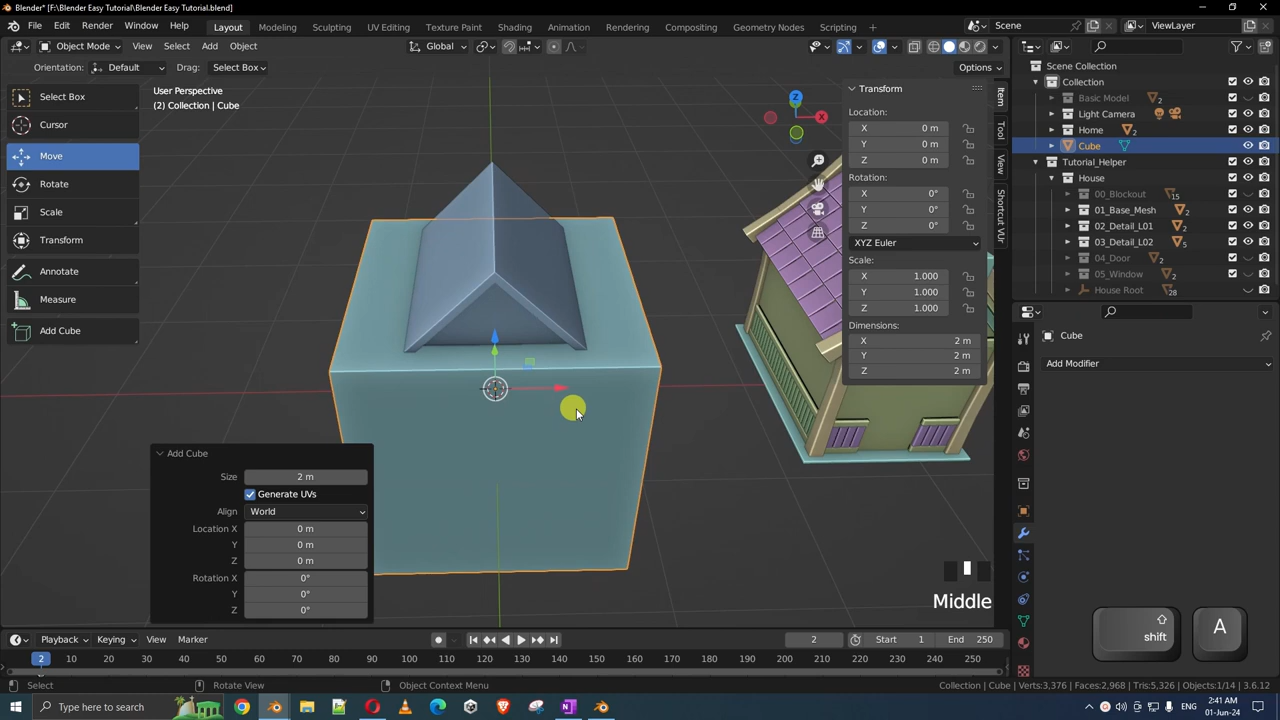 Blender* [F:\Blender Easy Tutorial\Blender Easy Tutorial.blend]
File Edit Render Window Help Layout Modeling Sculpting UV Editing Texture Paint Shading Animation Rendering Compositing Geometry Nodes Scripting Scene ViewLayer
Object Mode View Select Add Object Global
Orientation: Default Drag: Select Box Options
Select Box
Cursor
Move
Rotate
Scale
Transform
Annotate
Measure
Add Cube
User Perspective
(2) Collection | Cube
Z
X
Transform
Location:
X 0 m
Y 0 m
Z 0 m
Rotation:
X 0°
Y 0°
Z 0°
XYZ Euler
Scale:
X 1.000
Y 1.000
Z 1.000
Dimensions:
X 2 m
Y 2 m
Z 2 m
Item
Tool
View
Shortcut VUr
Add Cube
Size 2 m
Generate UVs
Align World
Location X 0 m
Y 0 m
Z 0 m
Rotation X 0°
Y 0°
Z 0°
Middle
Scene Collection
Collection
Basic Model 2
Light Camera
Home 2
Cube
Tutorial_Helper
House
00_Blockout 15
01_Base_Mesh 2
02_Detail_L01 2
03_Detail_L02 5
04_Door 2
05_Window 2
House Root 28
Cube
Add Modifier
shift A
Playback Keying View Marker 2 Start 1 End 250
2 10 20 30 40 50 60 70 80 90 100 110 120 130 140 150 160 170 180 190 200 210 220 230 240 250
Select Rotate View Object Context Menu Collection | Cube | Verts:3,376 | Faces:2,968 | Tris:5,326 | Objects:1/14 | 3.6.12
Type here to search ENG 2:41 AM
01-Jun-24